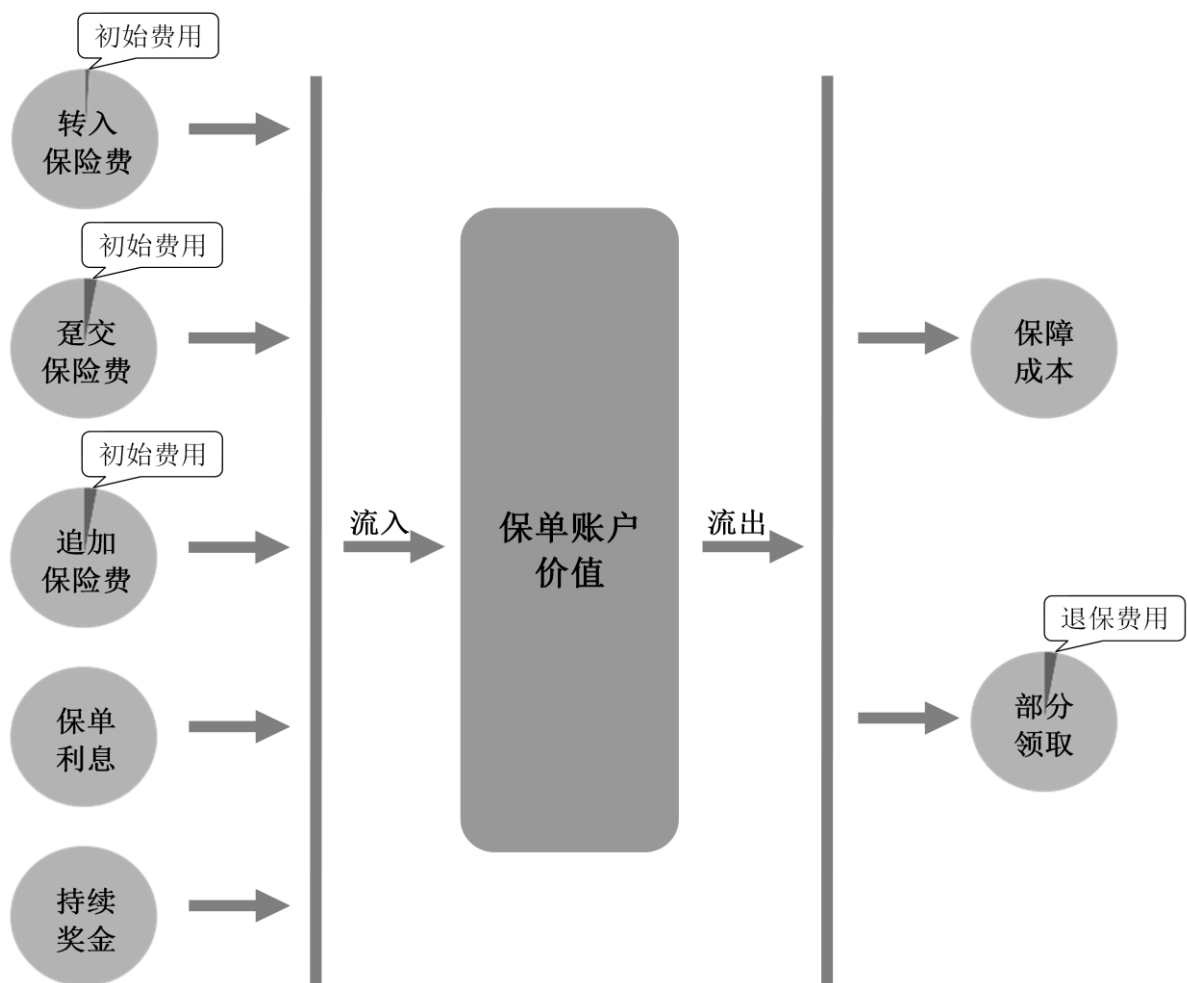 初始费用
转入
保险费
初始费用
趸交
保险费
初始费用
追加
保险费
保单
利息
持续
奖金
流入
保单账户
价值
流出
保障
成本
退保费用
部分
领取